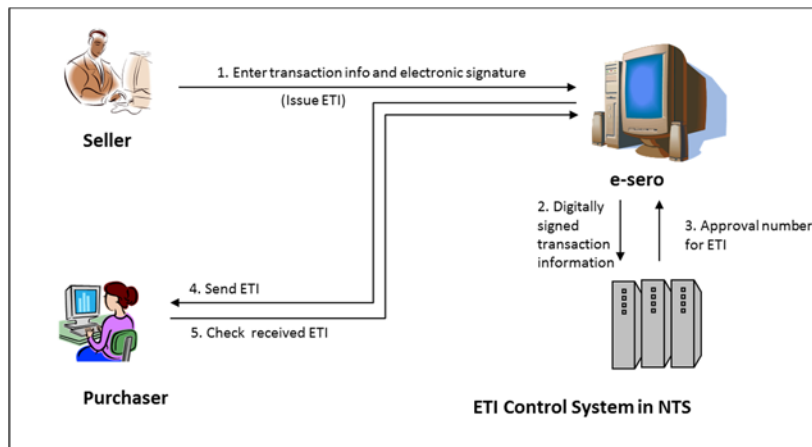 1. Enter transaction info and electronic signature
(Issue ETI)
Seller
e-sero
2. Digitally
signed
transaction
information
3. Approval number
for ETI
4. Send ETI
5. Check received ETI
Purchaser
ETI Control System in NTS